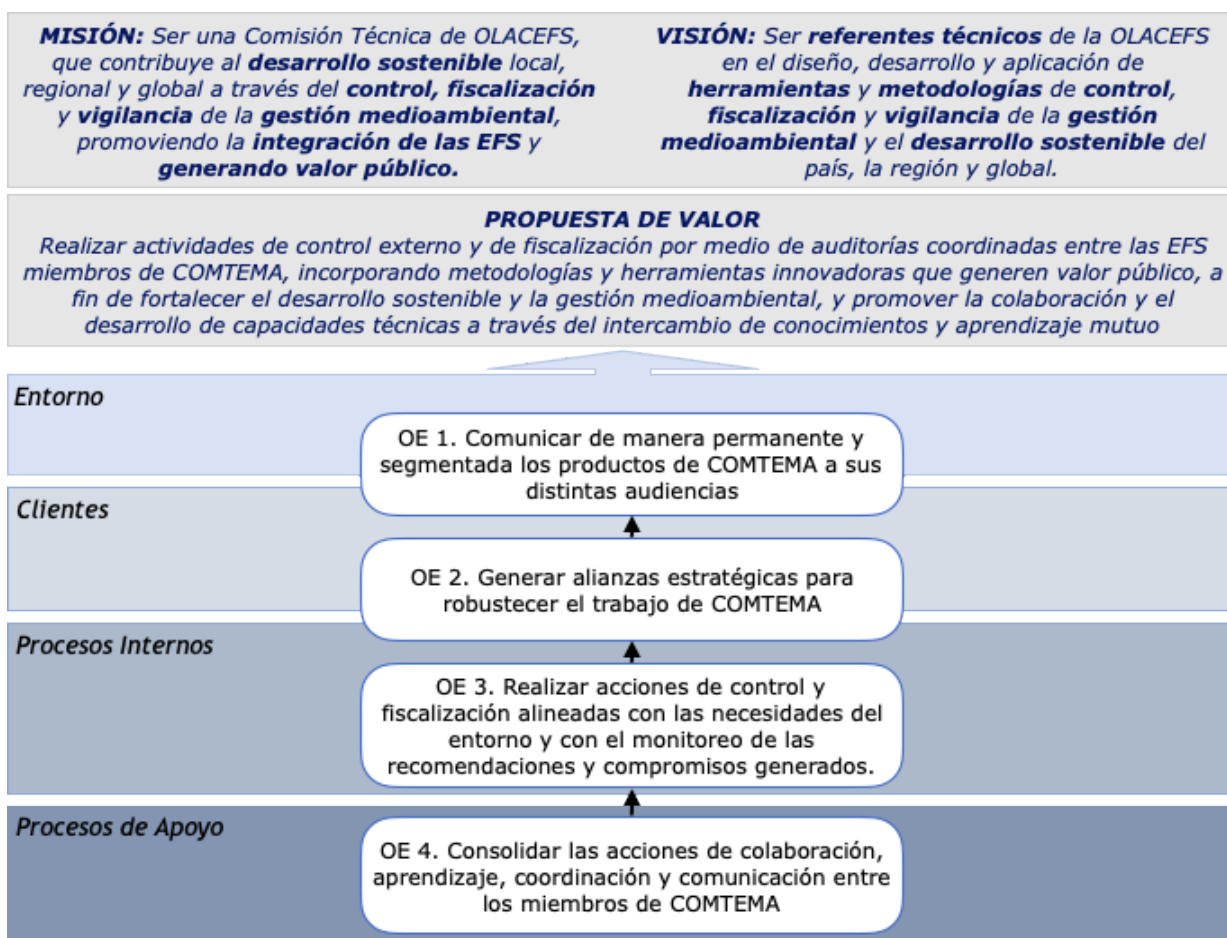 MISIÓN: Ser una Comisión Técnica de OLACEFS,
que contribuye al desarrollo sostenible local,
regional y global a través del control, fiscalización
y vigilancia de la gestión medioambiental,
promoviendo la integración de las EFS y
generando valor público.
VISIÓN: Ser referentes técnicos de la OLACEFS
en el diseño, desarrollo y aplicación de
herramientas y metodologías de control,
fiscalización y vigilancia de la gestión
medioambiental y el desarrollo sostenible del
país, la región y global.
PROPUESTA DE VALOR
Realizar actividades de control externo y de fiscalización por medio de auditorías coordinadas entre las EFS
miembros de COMTEMA, incorporando metodologías y herramientas innovadoras que generen valor público, a
fin de fortalecer el desarrollo sostenible y la gestión medioambiental, y promover la colaboración y el
desarrollo de capacidades técnicas a través del intercambio de conocimientos y aprendizaje mutuo
Entorno
OE 1. Comunicar de manera permanente y
segmentada los productos de COMTEMA a sus
distintas audiencias
Clientes
OE 2. Generar alianzas estratégicas para
robustecer el trabajo de COMTEMA
Procesos Internos
OE 3. Realizar acciones de control y
fiscalización alineadas con las necesidades del
entorno y con el monitoreo de las
recomendaciones y compromisos generados.
Procesos de Apoyo
OE 4. Consolidar las acciones de colaboración,
aprendizaje, coordinación y comunicación entre
los miembros de COMTEMA